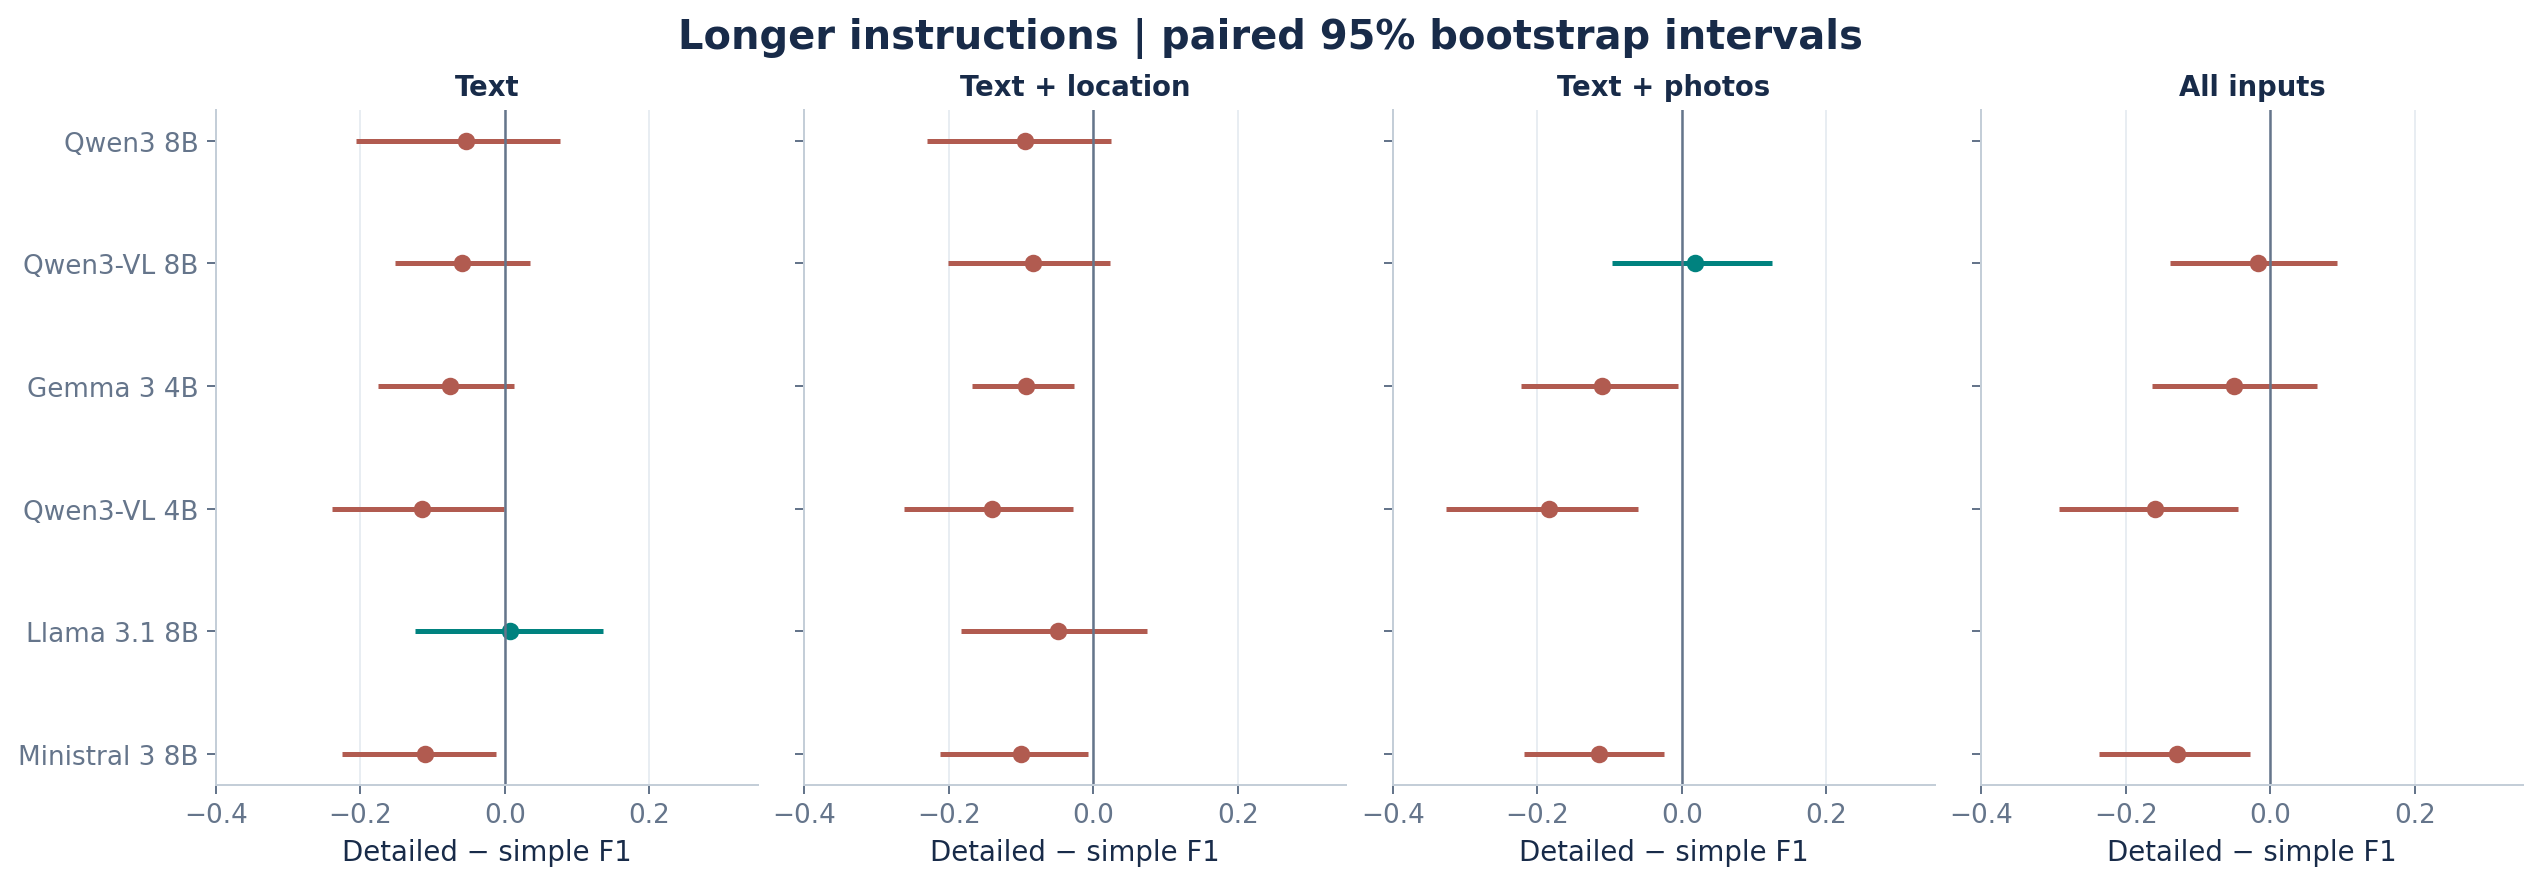 Longer instructions | paired 95% bootstrap intervals
Text
Text + location
Text + photos
All inputs
Qwen3 8B
Qwen3-VL 8B
Gemma 3 4B
Qwen3-VL 4B
Llama 3.1 8B
Ministral 3 8B
−0.4 −0.2 0.0 0.2
−0.4 −0.2 0.0 0.2
−0.4 −0.2 0.0 0.2
−0.4 −0.2 0.0 0.2
Detailed − simple F1
Detailed − simple F1
Detailed − simple F1
Detailed − simple F1